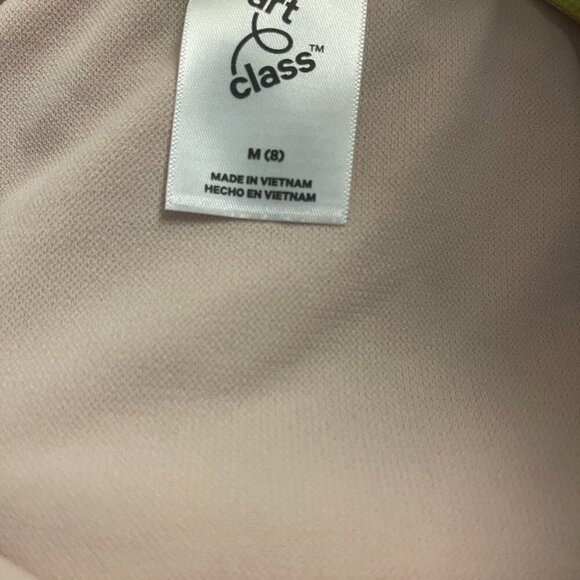 art
class™
M (8)
MADE IN VIETNAM
HECHO EN VIETNAM